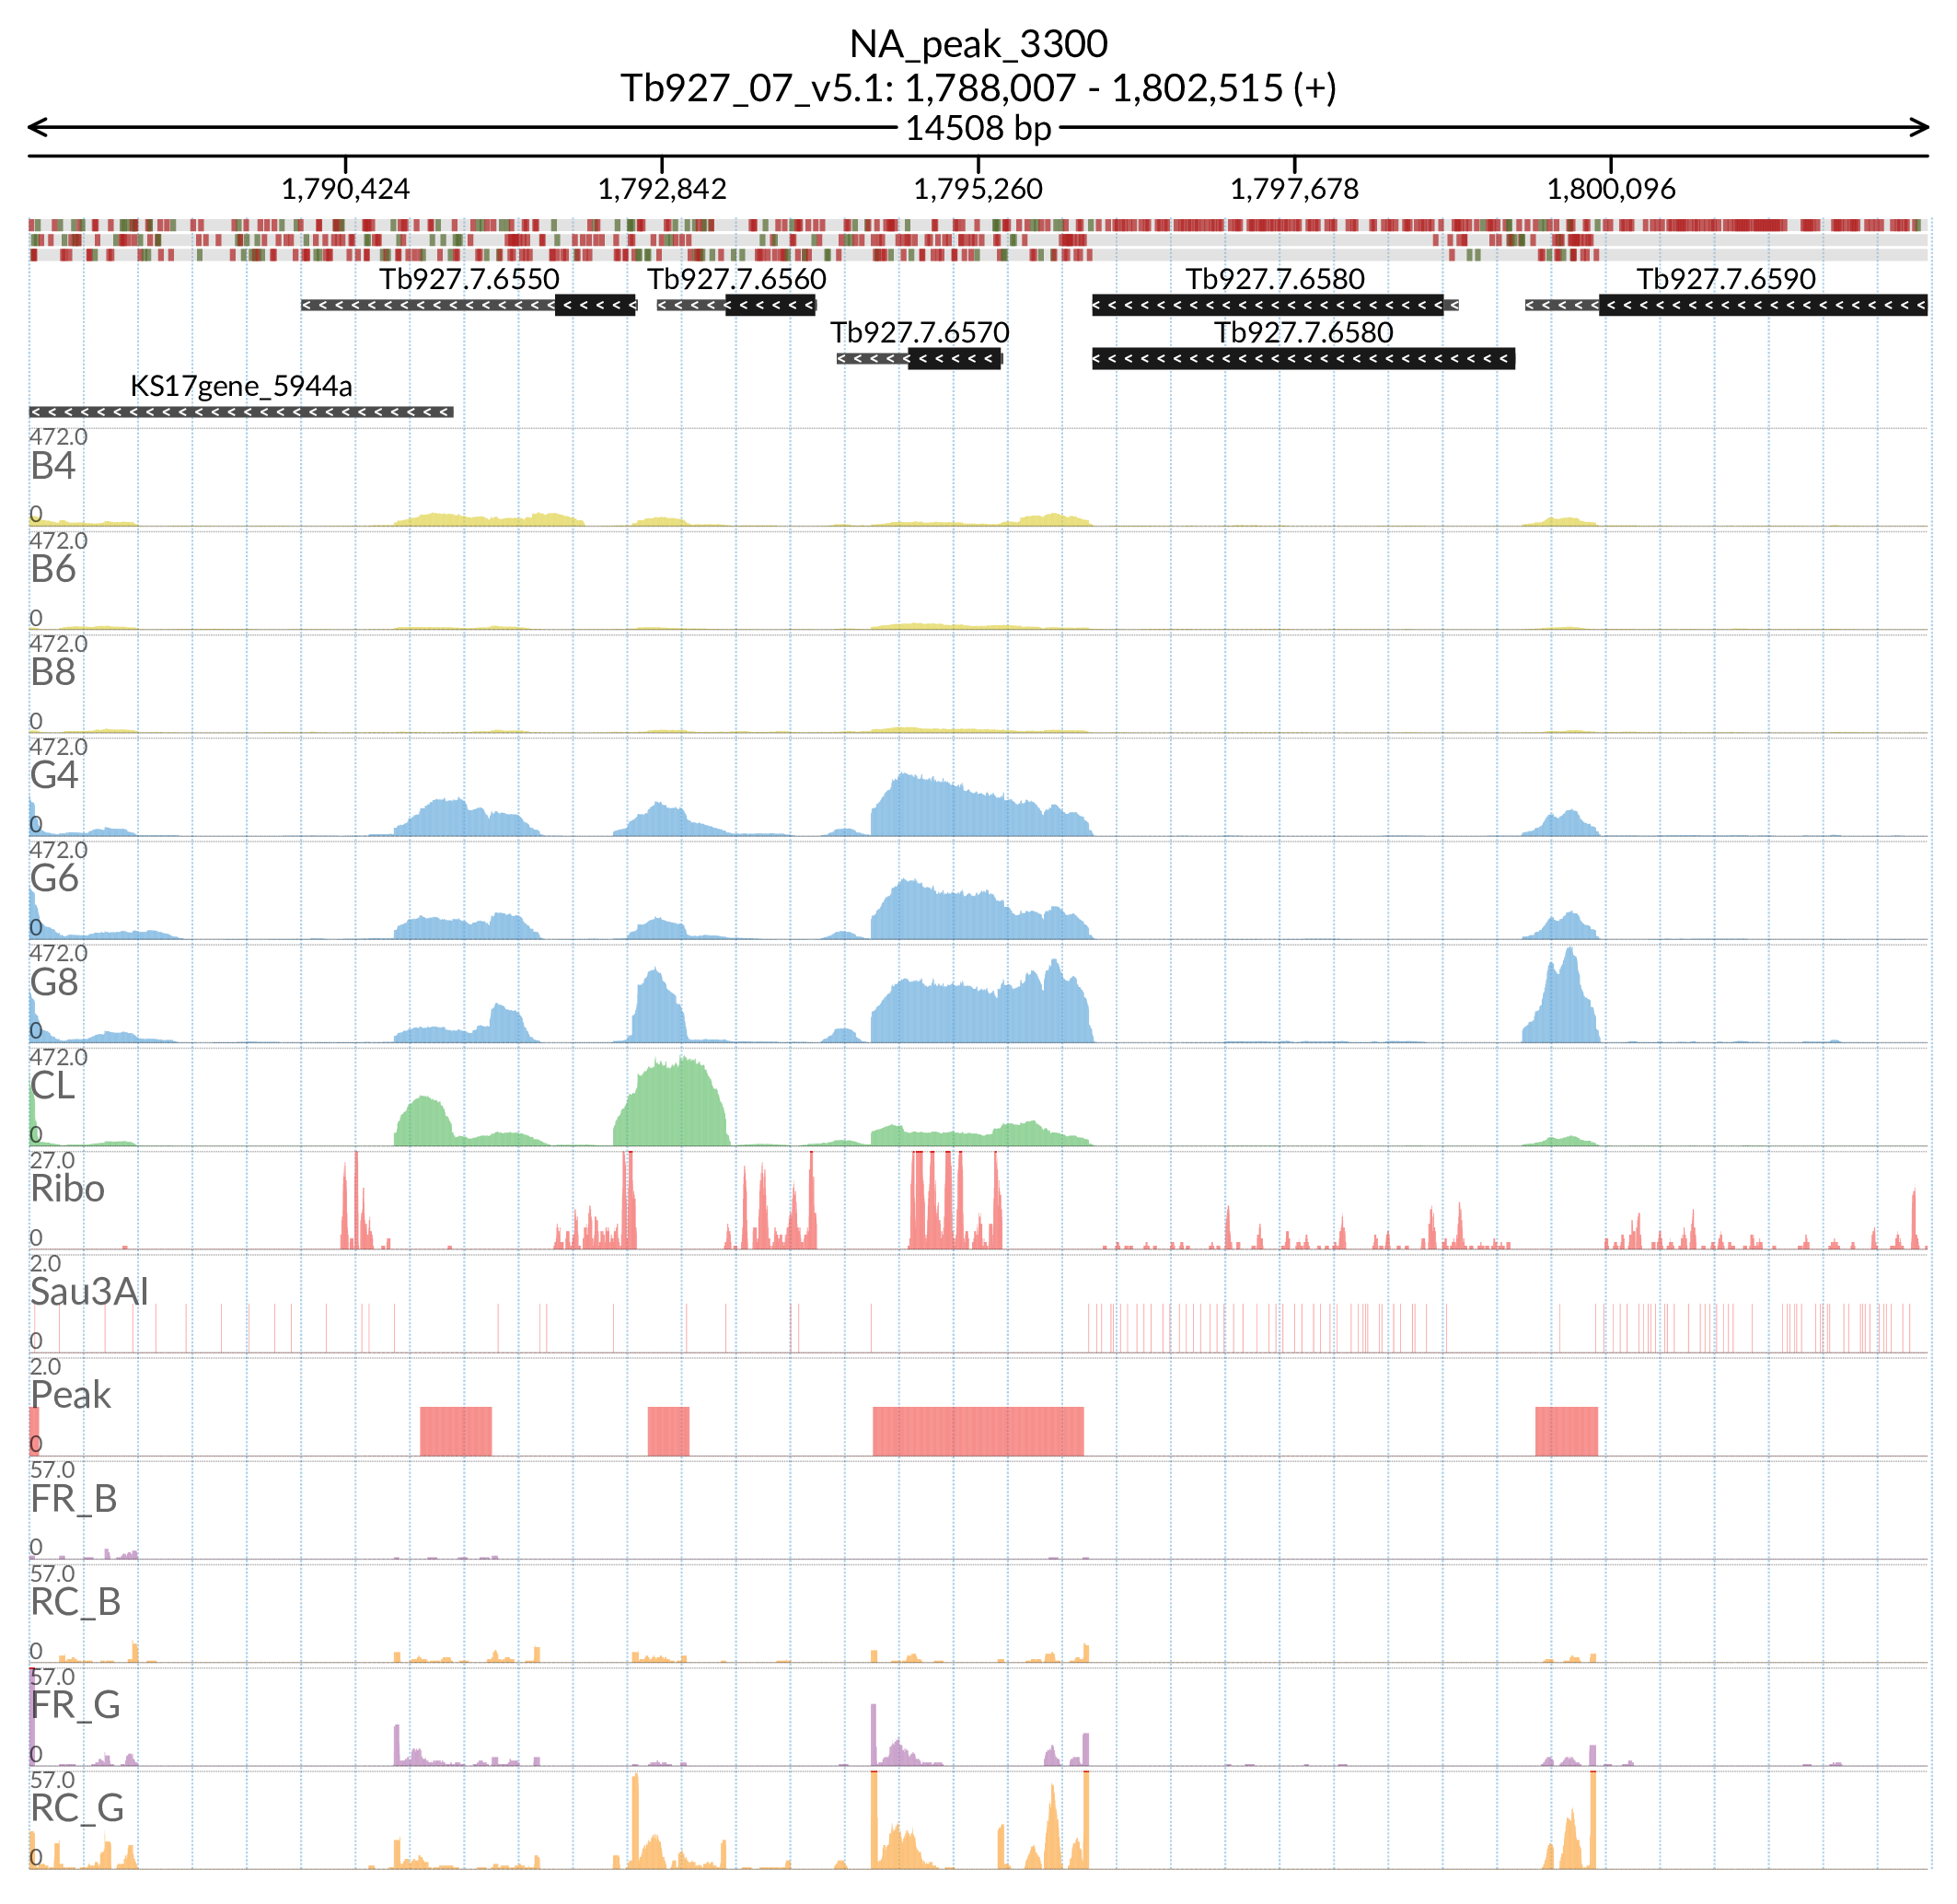 NA_peak_3300
Tb927_07_v5.1: 1,788,007 - 1,802,515 (+)
14508 bp
1,790,424 1,792,842 1,795,260 1,797,678 1,800,096
Tb927.7.6550 Tb927.7.6560 Tb927.7.6580 Tb927.7.6590
Tb927.7.6570 Tb927.7.6580
KS17gene_5944a
472.0
B4
0
472.0
B6
0
472.0
B8
0
472.0
G4
0
472.0
G6
0
472.0
G8
0
472.0
CL
0
27.0
Ribo
0
2.0
Sau3AI
0
2.0
Peak
0
57.0
FR_B
0
57.0
RC_B
0
57.0
FR_G
0
57.0
RC_G
0